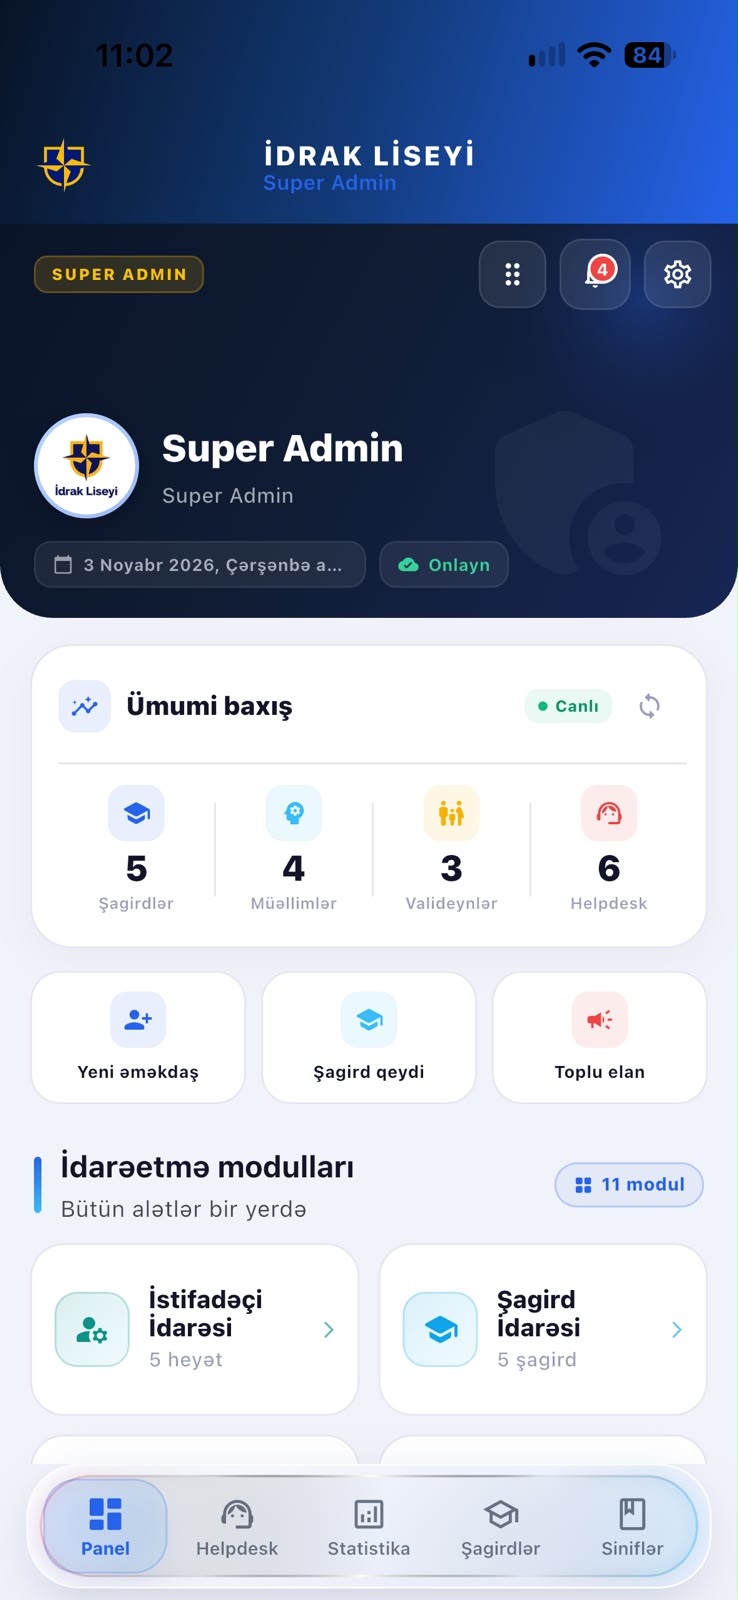 11:02
84
İDRAK LİSEYİ
Super Admin
SUPER ADMIN
4
İdrak Liseyi
Super Admin
Super Admin
3 Noyabr 2026, Çərşənbə a...
Onlayn
Ümumi baxış
Canlı
5
4
3
6
Şagirdlər
Müəllimlər
Valideynlər
Helpdesk
Yeni əməkdaş
Şagird qeydi
Toplu elan
İdarəetmə modulları
Bütün alətlər bir yerdə
11 modul
İstifadəçi
İdarəsi
5 heyət
Şagird
İdarəsi
5 şagird
Panel
Helpdesk
Statistika
Şagirdlər
Siniflər